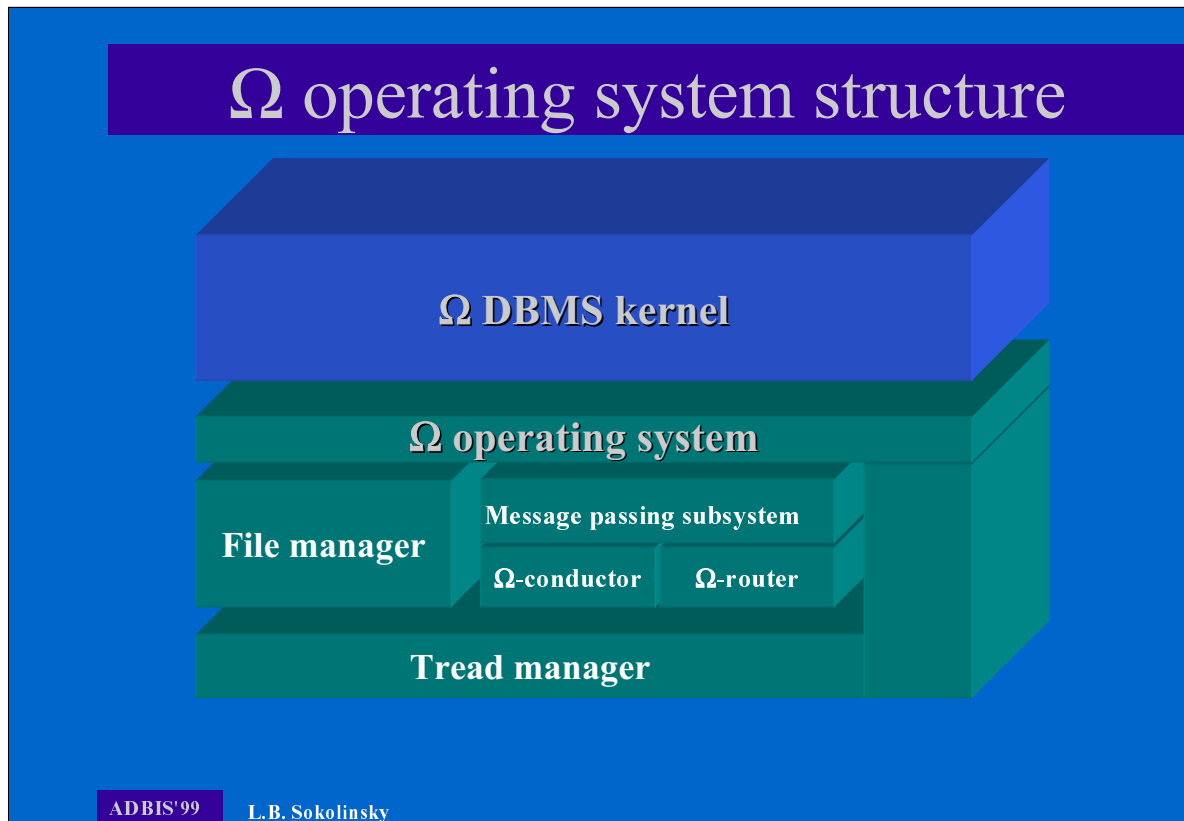 Ω operating system structure
Ω DBMS kernel
Ω operating system
File manager
Message passing subsystem
Ω-conductor
Ω-router
Tread manager
ADBIS'99
L.B. Sokolinsky